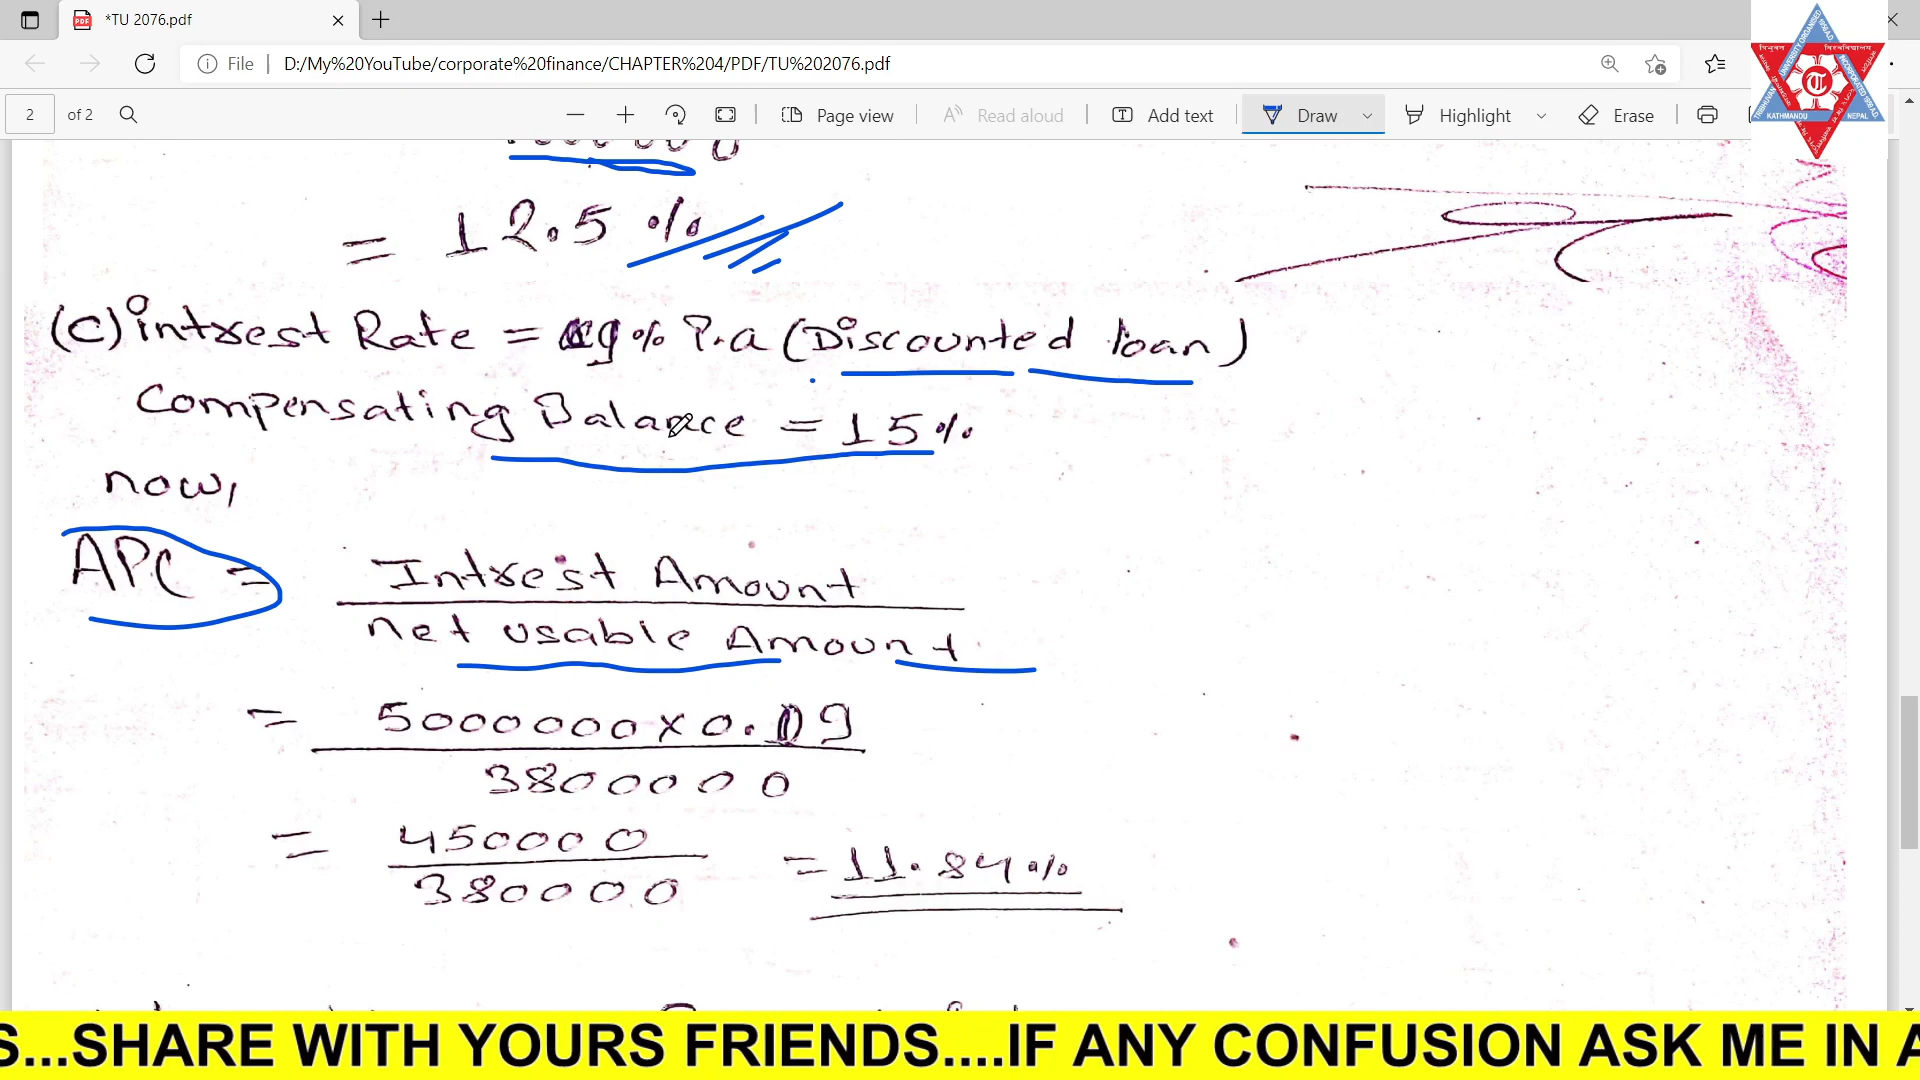 *TU 2076.pdf
File D:/My%20YouTube/corporate%20finance/CHAPTER%204/PDF/TU%202076.pdf
2 of 2 Page view Read aloud Add text Draw Highlight Erase
= 12.5 %
(C) intrest Rate = 9% P.a (Discounted loan)
Compensating Balance = 15%
now,
APC = Intrest Amount
net usable Amount
= 5000000 x 0.09
3800000
= 450000
380000 = 11.84%
S...SHARE WITH YOURS FRIENDS....IF ANY CONFUSION ASK ME IN A